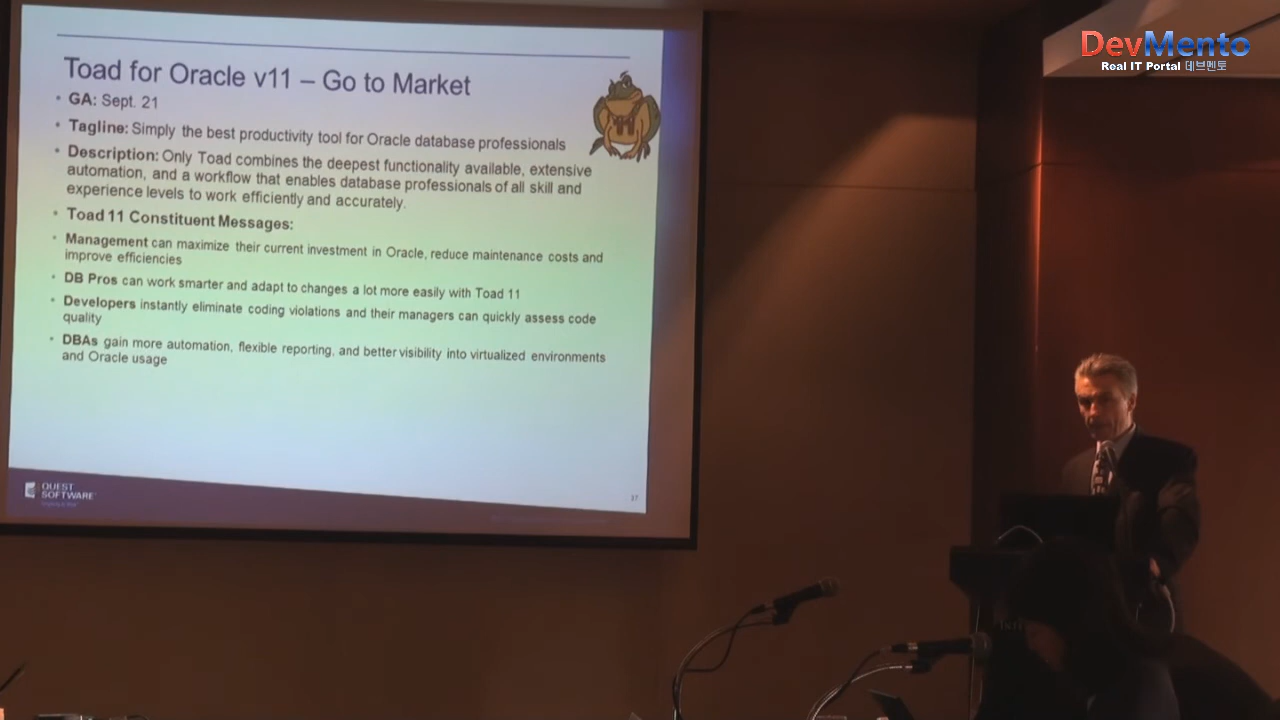 DevMento
Real IT Portal 데브멘토
Toad for Oracle v11 – Go to Market
• GA: Sept. 21
• Tagline: Simply the best productivity tool for Oracle database professionals
• Description: Only Toad combines the deepest functionality available, extensive
automation, and a workflow that enables database professionals of all skill and
experience levels to work efficiently and accurately.
• Toad 11 Constituent Messages:
• Management can maximize their current investment in Oracle, reduce maintenance costs and
improve efficiencies
• DB Pros can work smarter and adapt to changes a lot more easily with Toad 11
• Developers instantly eliminate coding violations and their managers can quickly assess code
quality
• DBAs gain more automation, flexible reporting, and better visibility into virtualized environments
and Oracle usage
11
QUEST
SOFTWARE
37